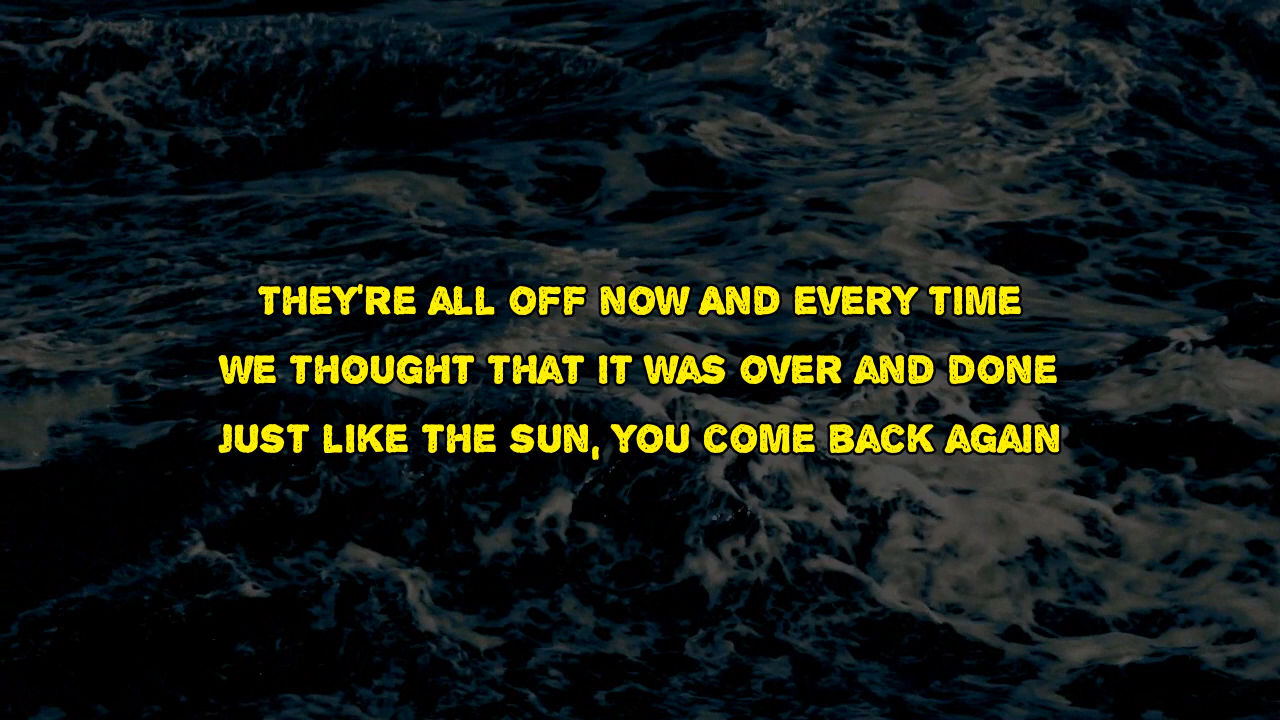 THEY'RE ALL OFF NOW AND EVERY TIME
WE THOUGHT THAT IT WAS OVER AND DONE
JUST LIKE THE SUN, YOU COME BACK AGAIN